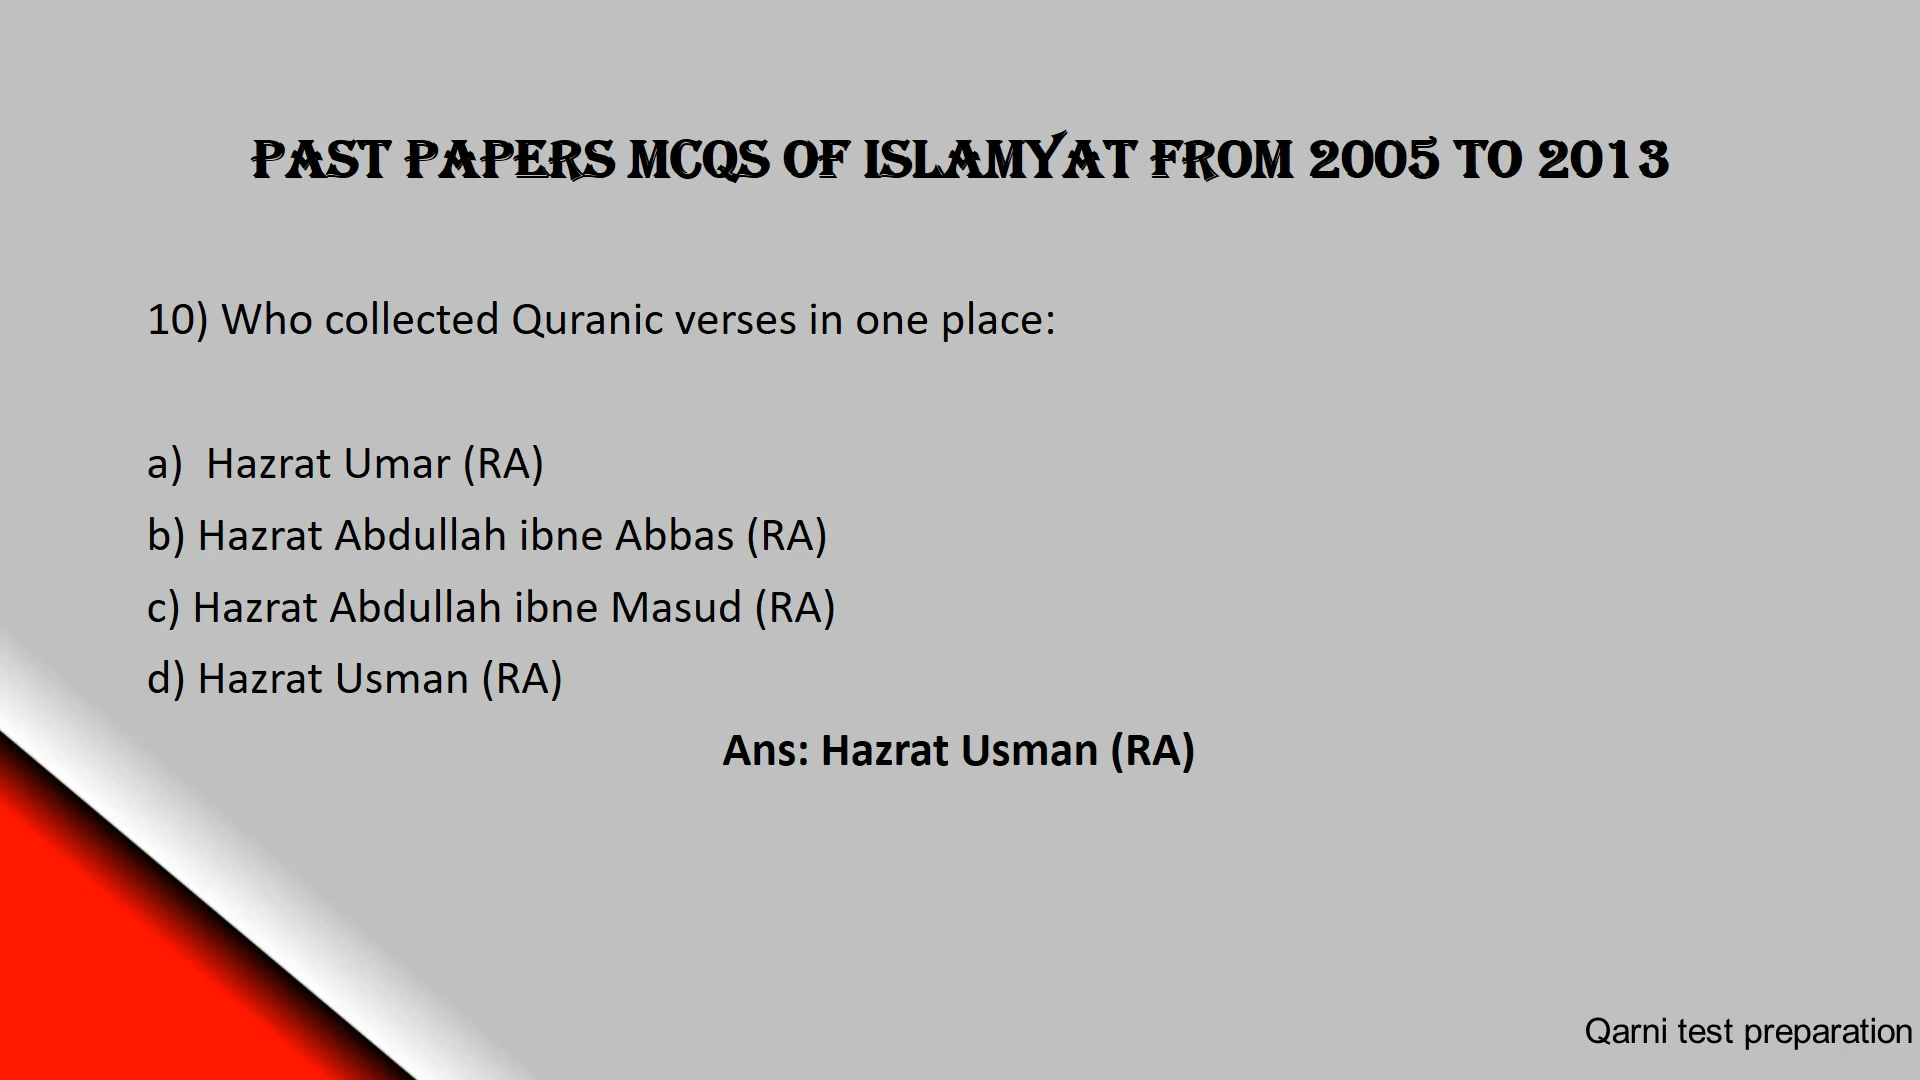 PAST PAPERS MCQS OF ISLAMYAT FROM 2005 TO 2013
10) Who collected Quranic verses in one place:
a)  Hazrat Umar (RA)
b) Hazrat Abdullah ibne Abbas (RA)
c) Hazrat Abdullah ibne Masud (RA)
d) Hazrat Usman (RA)
Ans: Hazrat Usman (RA)
Qarni test preparation